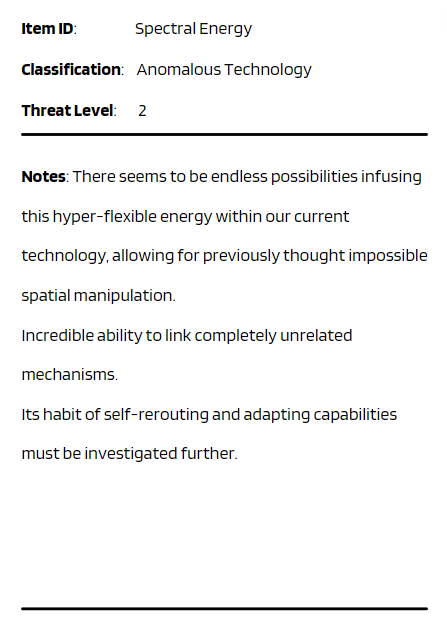 Item ID: Spectral Energy
Classification: Anomalous Technology
Threat Level: 2
Notes: There seems to be endless possibilities infusing
this hyper-flexible energy within our current
technology, allowing for previously thought impossible
spatial manipulation.
Incredible ability to link completely unrelated
mechanisms.
Its habit of self-rerouting and adapting capabilities
must be investigated further.